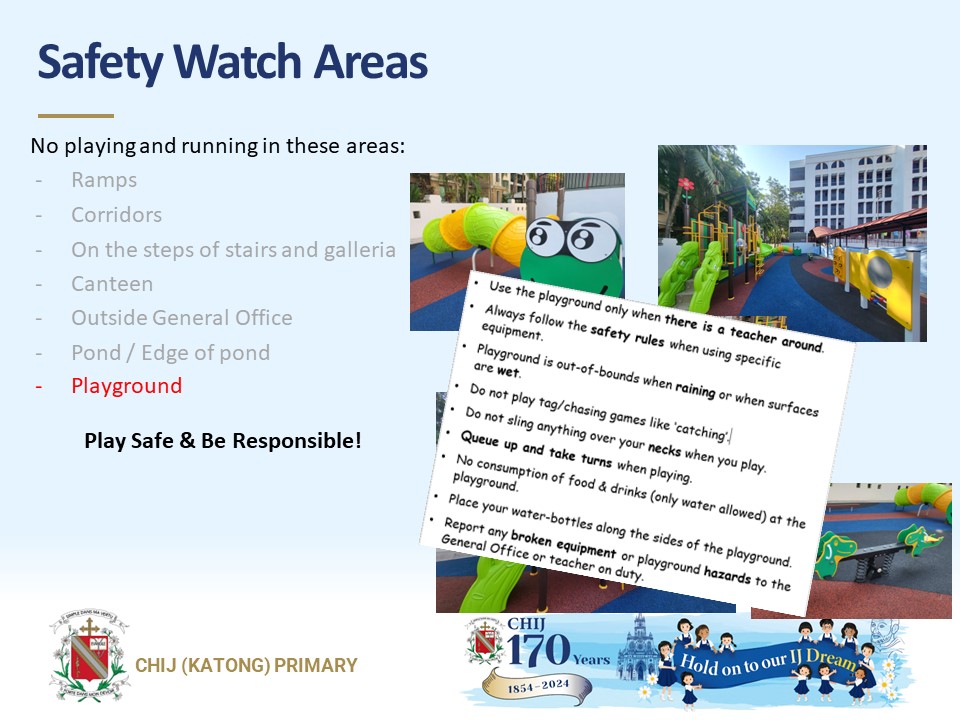 Safety Watch Areas
No playing and running in these areas:
- Ramps
- Corridors
- On the steps of stairs and galleria
- Canteen
- Outside General Office
- Pond / Edge of pond
- Playground
Play Safe & Be Responsible!
• Use the playground only when there is a teacher around.
• Always follow the safety rules when using specific
equipment.
• Playground is out-of-bounds when raining or when surfaces
are wet.
• Do not play tag/chasing games like 'catching'.
• Do not sling anything over your necks when you play.
• Queue up and take turns when playing.
• No consumption of food & drinks (only water allowed) at the
playground.
• Place your water-bottles along the sides of the playground.
• Report any broken equipment or playground hazards to the
General Office or teacher on duty.
CHIJ (KATONG) PRIMARY
CHIJ
170 Years
1854-2024
Hold on to our IJ Dream